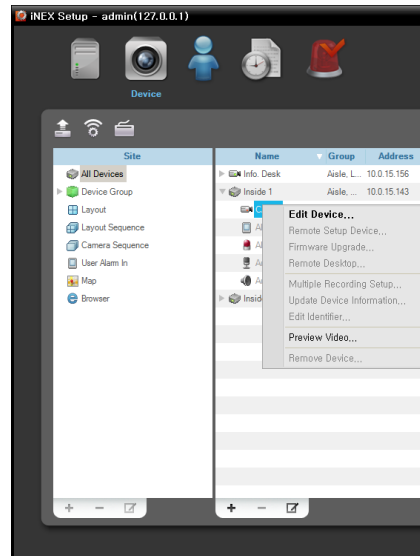 iNEX Setup - admin(127.0.0.1)
Device
Site
Name Group Address
All Devices
Device Group
Layout
Layout Sequence
Camera Sequence
User Alarm In
Map
Browser
Info. Desk Aisle, L... 10.0.15.156
Inside 1 Aisle, ... 10.0.15.143
Edit Device...
Remote Setup Device...
Firmware Upgrade...
Remote Desktop...
Multiple Recording Setup...
Update Device Information...
Edit Identifier...
Preview Video...
Remove Device...